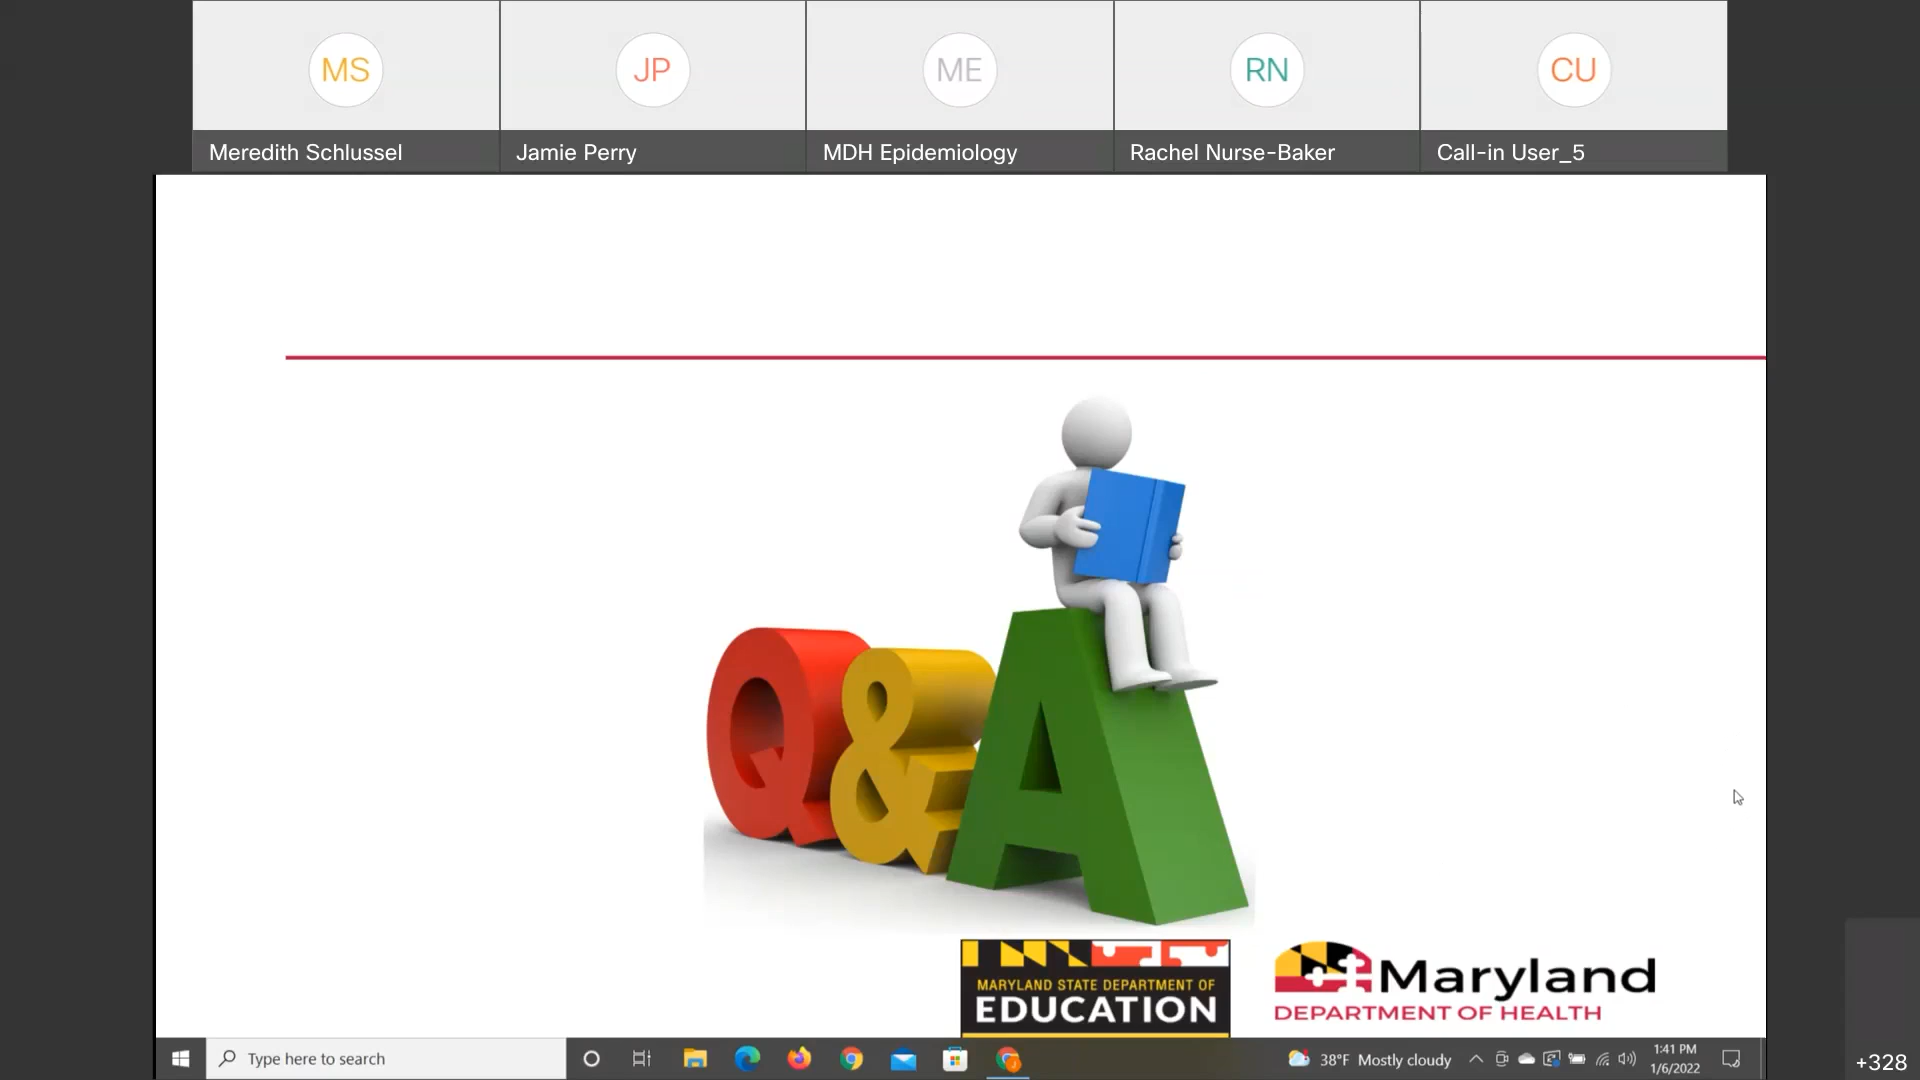 MS
JP
ME
RN
CU
Meredith Schlussel
Jamie Perry
MDH Epidemiology
Rachel Nurse-Baker
Call-in User_5
Q&A
MARYLAND STATE DEPARTMENT OF
EDUCATION
Maryland
DEPARTMENT OF HEALTH
Type here to search
38°F Mostly cloudy
1:41 PM
1/6/2022
+328